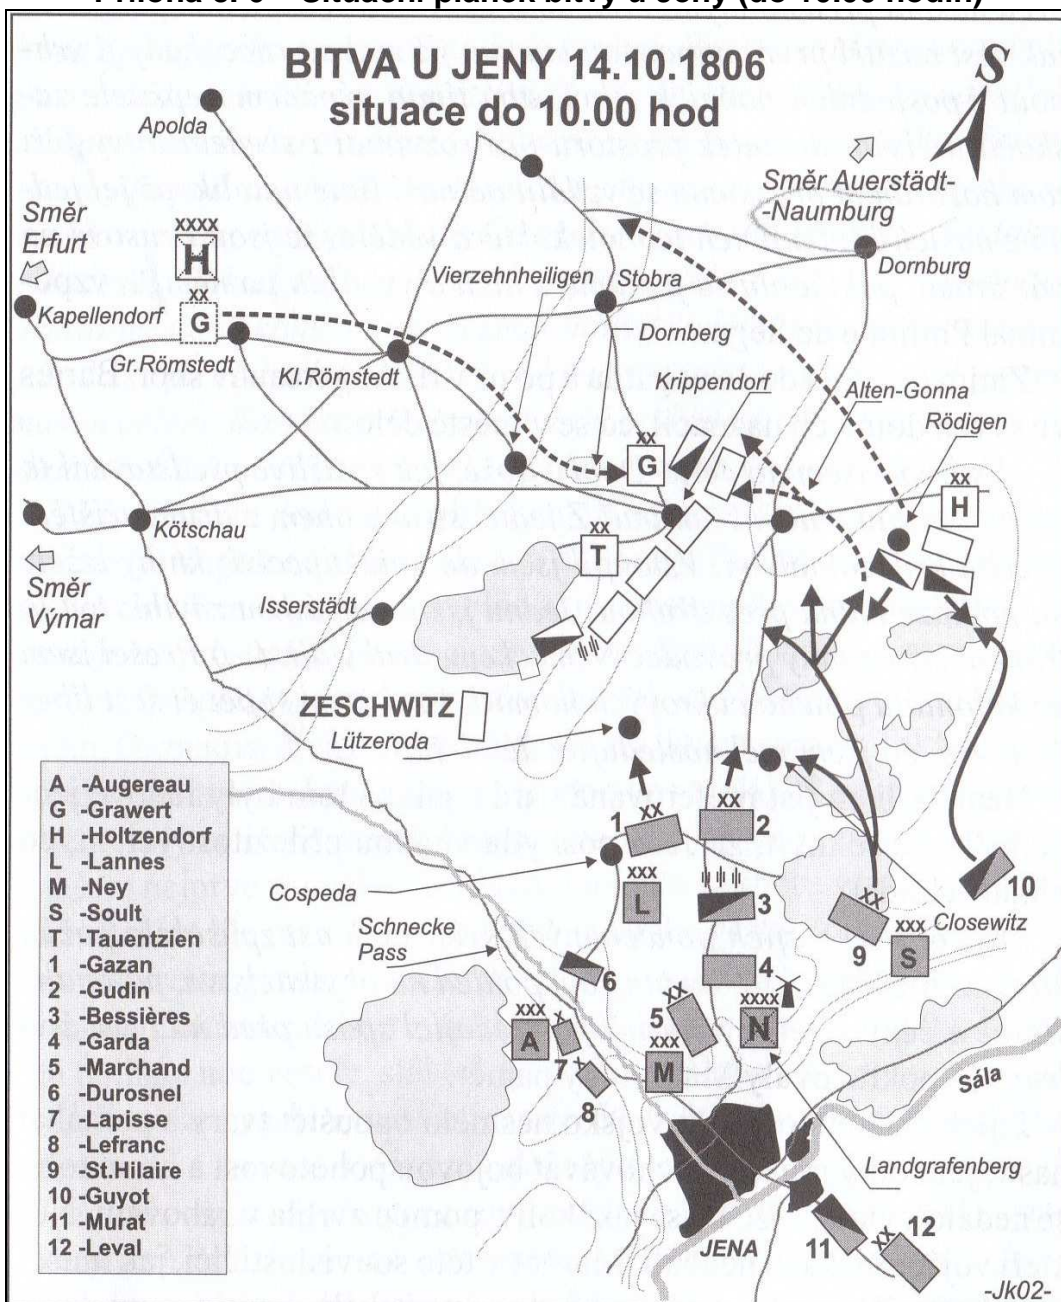 Příloha č. 6 – Situační plánek bitvy u Jeny (do 10.00 hodin)
BITVA U JENY 14.10.1806
situace do 10.00 hod
S
Apolda
Směr Auerstädt-
-Naumburg
Směr
Erfurt
XXXX
H
Vierzehnheiligen
Stobra
Dornburg
XX
G
Kapellendorf
Dornberg
Gr.Römstedt
Kl.Römstedt
Krippendorf
Alten-Gonna
Rödigen
XX
G
XX
H
Kötschau
XX
T
Směr
Výmar
Isserstädt
ZESCHWITZ
Lützeroda
A -Augereau
G -Grawert
H -Holtzendorf
L -Lannes
M -Ney
S -Soult
T -Tauentzien
1 -Gazan
2 -Gudin
3 -Bessières
4 -Garda
5 -Marchand
6 -Durosnel
7 -Lapisse
8 -Lefranc
9 -St.Hilaire
10 -Guyot
11 -Murat
12 -Leval
1
XX
XX
2
Cospeda
XXX
L
3
10
Closewitz
XX
9
XXX
S
Schnecke
Pass
6
4
XXX
A
X
7
X
8
XX
5
XXX
M
XXXX
N
Sála
Landgrafenberg
JENA
11
XX
12
-Jk02-